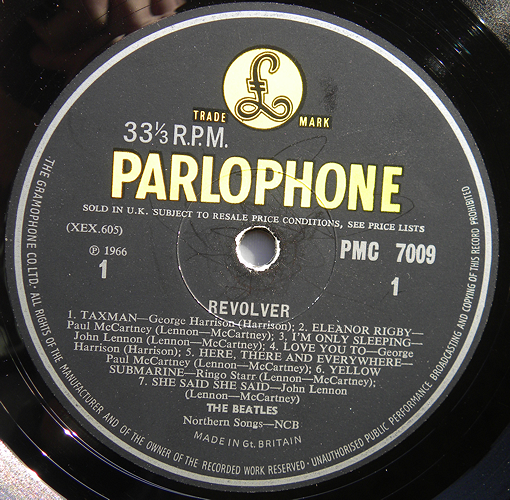 £
TRADE MARK
33⅓ R.P.M.
PARLOPHONE
SOLD IN U.K. SUBJECT TO RESALE PRICE CONDITIONS, SEE PRICE LISTS
(XEX.605)
℗ 1966
1
PMC 7009
1
REVOLVER
1. TAXMAN—George Harrison (Harrison); 2. ELEANOR RIGBY—
Paul McCartney (Lennon—McCartney); 3. I'M ONLY SLEEPING—
John Lennon (Lennon—McCartney); 4. LOVE YOU TO—George
Harrison (Harrison); 5. HERE, THERE AND EVERYWHERE—
Paul McCartney (Lennon—McCartney); 6. YELLOW
SUBMARINE—Ringo Starr (Lennon—McCartney);
7. SHE SAID SHE SAID—John Lennon
(Lennon—McCartney)
THE BEATLES
Northern Songs—NCB
MADE IN Gt. BRITAIN
THE GRAMOPHONE CO.LTD. ALL RIGHTS OF THE MANUFACTURER AND OF THE OWNER OF THE RECORDED WORK RESERVED · UNAUTHORISED PUBLIC PERFORMANCE BROADCASTING AND COPYING OF THIS RECORD PROHIBITED